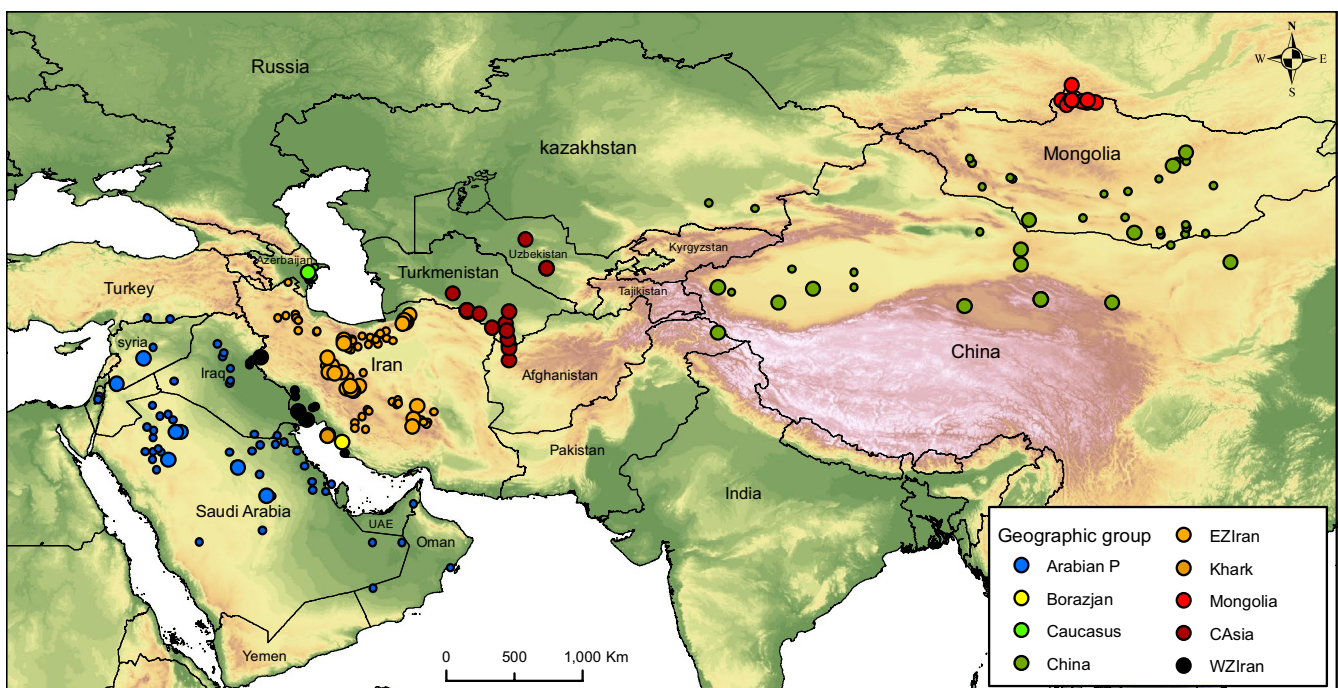 N
W E
S
Russia
kazakhstan
Mongolia
Azerbaijan
Uzbekistan
Kyrgyzstan
Turkmenistan
Turkey
Tajikistan
syria
Iraq
Iran
Afghanistan
China
Pakistan
India
Saudi Arabia
UAE
Oman
Yemen
0 500 1,000 Km
Geographic group
Arabian P
Borazjan
Caucasus
China
EZIran
Khark
Mongolia
CAsia
WZIran